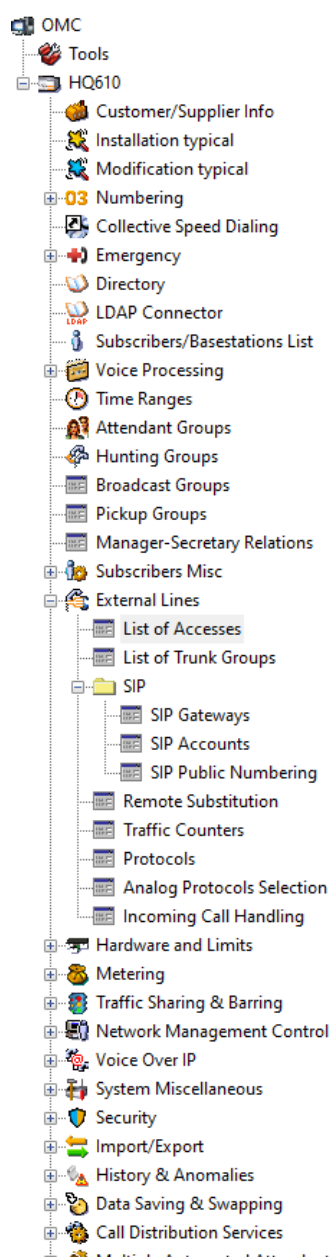 OMC
Tools
HQ610
Customer/Supplier Info
Installation typical
Modification typical
03 Numbering
Collective Speed Dialing
Emergency
Directory
LDAP LDAP Connector
Subscribers/Basestations List
Voice Processing
Time Ranges
Attendant Groups
Hunting Groups
Broadcast Groups
Pickup Groups
Manager-Secretary Relations
Subscribers Misc
External Lines
List of Accesses
List of Trunk Groups
SIP
SIP Gateways
SIP Accounts
SIP Public Numbering
Remote Substitution
Traffic Counters
Protocols
Analog Protocols Selection
Incoming Call Handling
Hardware and Limits
Metering
Traffic Sharing & Barring
Network Management Control
Voice Over IP
System Miscellaneous
Security
Import/Export
History & Anomalies
Data Saving & Swapping
Call Distribution Services